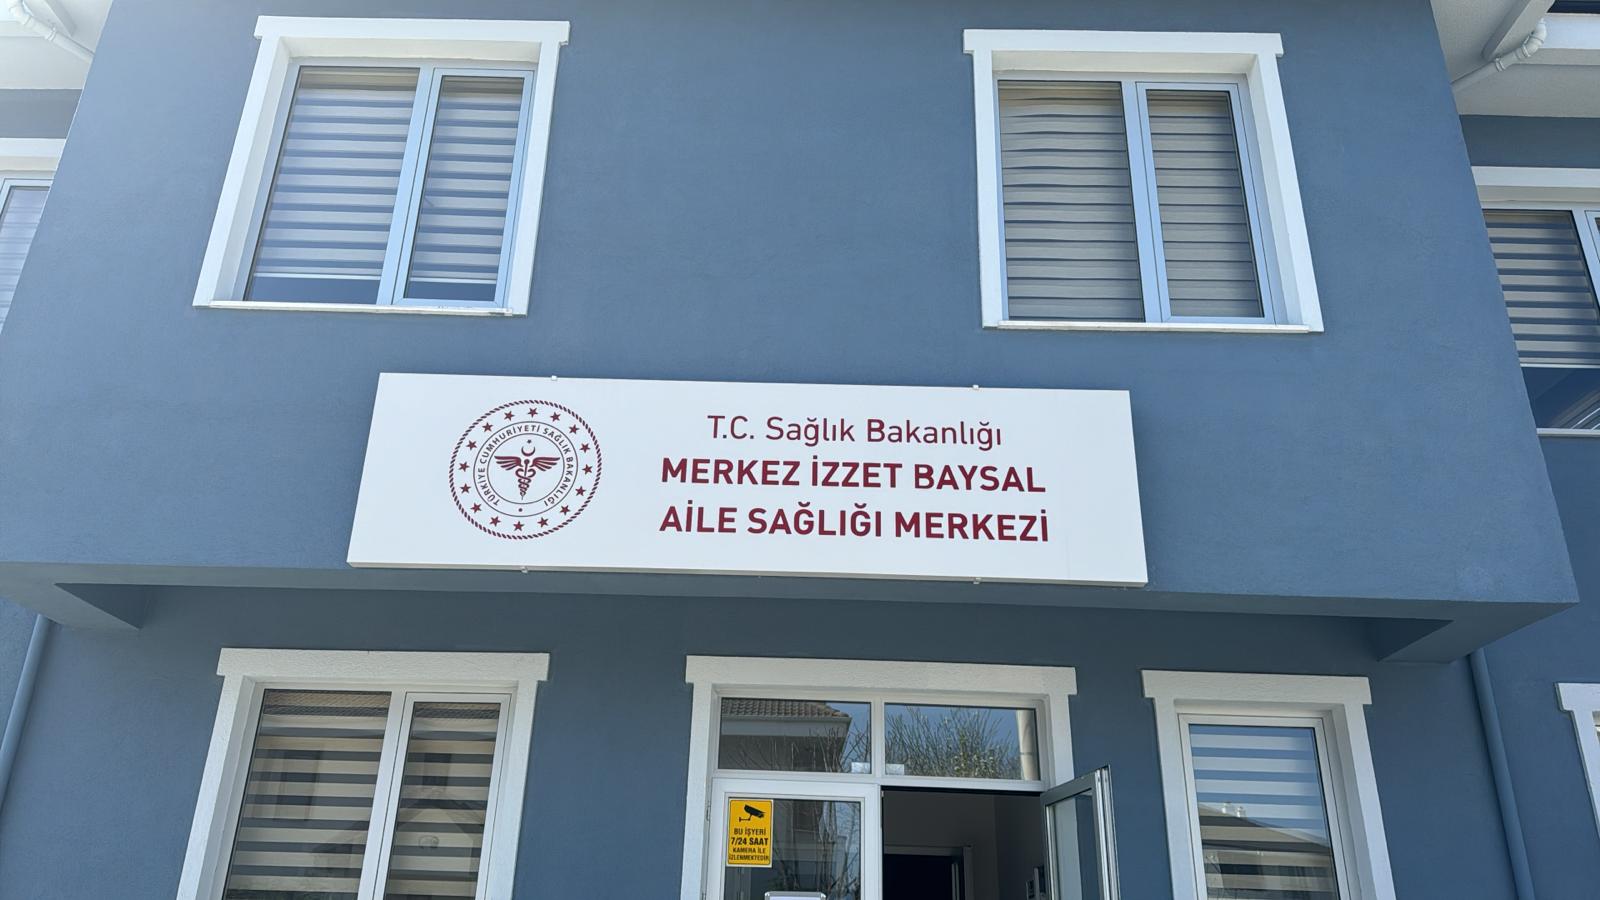 T.C. Sağlık Bakanlığı
MERKEZ İZZET BAYSAL
AİLE SAĞLIĞI MERKEZİ
TÜRKİYE CUMHURİYETİ SAĞLIK BAKANLIĞI
BU İŞYERİ
7/24 SAAT
KAMERA İLE
İZLENMEKTEDİR